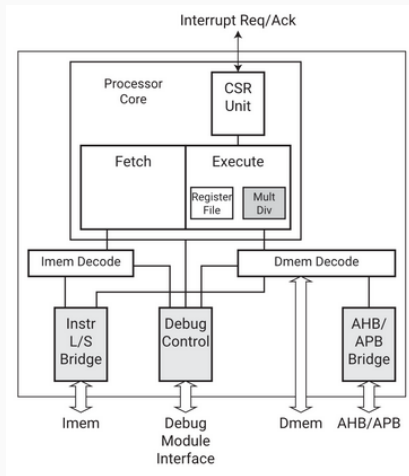 Interrupt Req/Ack
Processor
Core
CSR
Unit
Fetch
Execute
Register
File
Mult
Div
Imem Decode
Dmem Decode
Instr
L/S
Bridge
Debug
Control
AHB/
APB
Bridge
Imem
Debug
Module
Interface
Dmem
AHB/APB